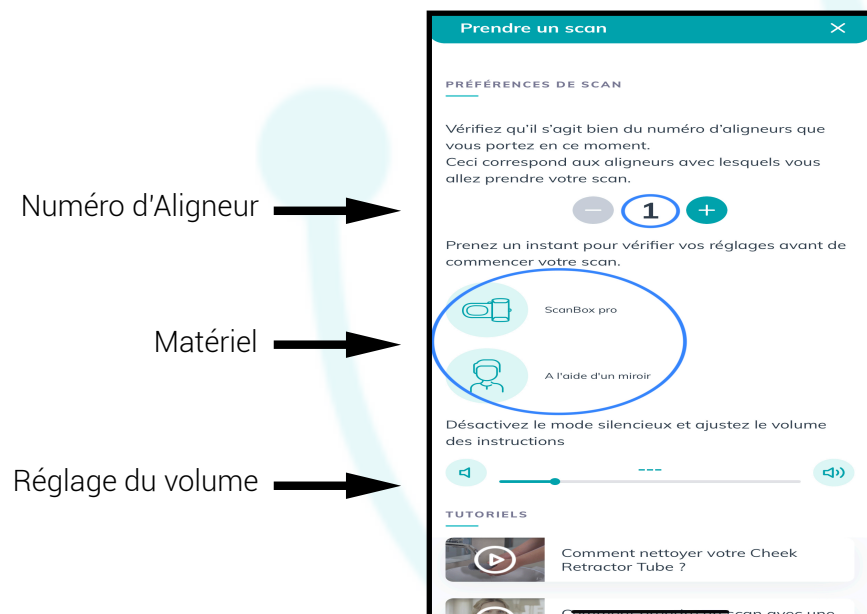 Prendre un scan
PRÉFÉRENCES DE SCAN
Vérifiez qu'il s'agit bien du numéro d'aligneurs que
vous portez en ce moment.
Ceci correspond aux aligneurs avec lesquels vous
allez prendre votre scan.
Numéro d'Aligneur
1
Prenez un instant pour vérifier vos réglages avant de
commencer votre scan.
ScanBox pro
Matériel
A l'aide d'un miroir
Désactivez le mode silencieux et ajustez le volume
des instructions
Réglage du volume
---
TUTORIELS
Comment nettoyer votre Cheek
Retractor Tube ?
scan avec une